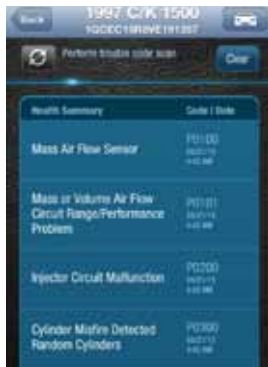 Back
1997 C/K 1500
Perform trouble code scan
Clear
Health Summary
Code / Date
Mass Air Flow Sensor
P0100
Mass or Volume Air Flow
Circuit Range/Performance
Problem
P0101
Injector Circuit Malfunction
P0200
Cylinder Misfire Detected
Random Cylinders
P0300